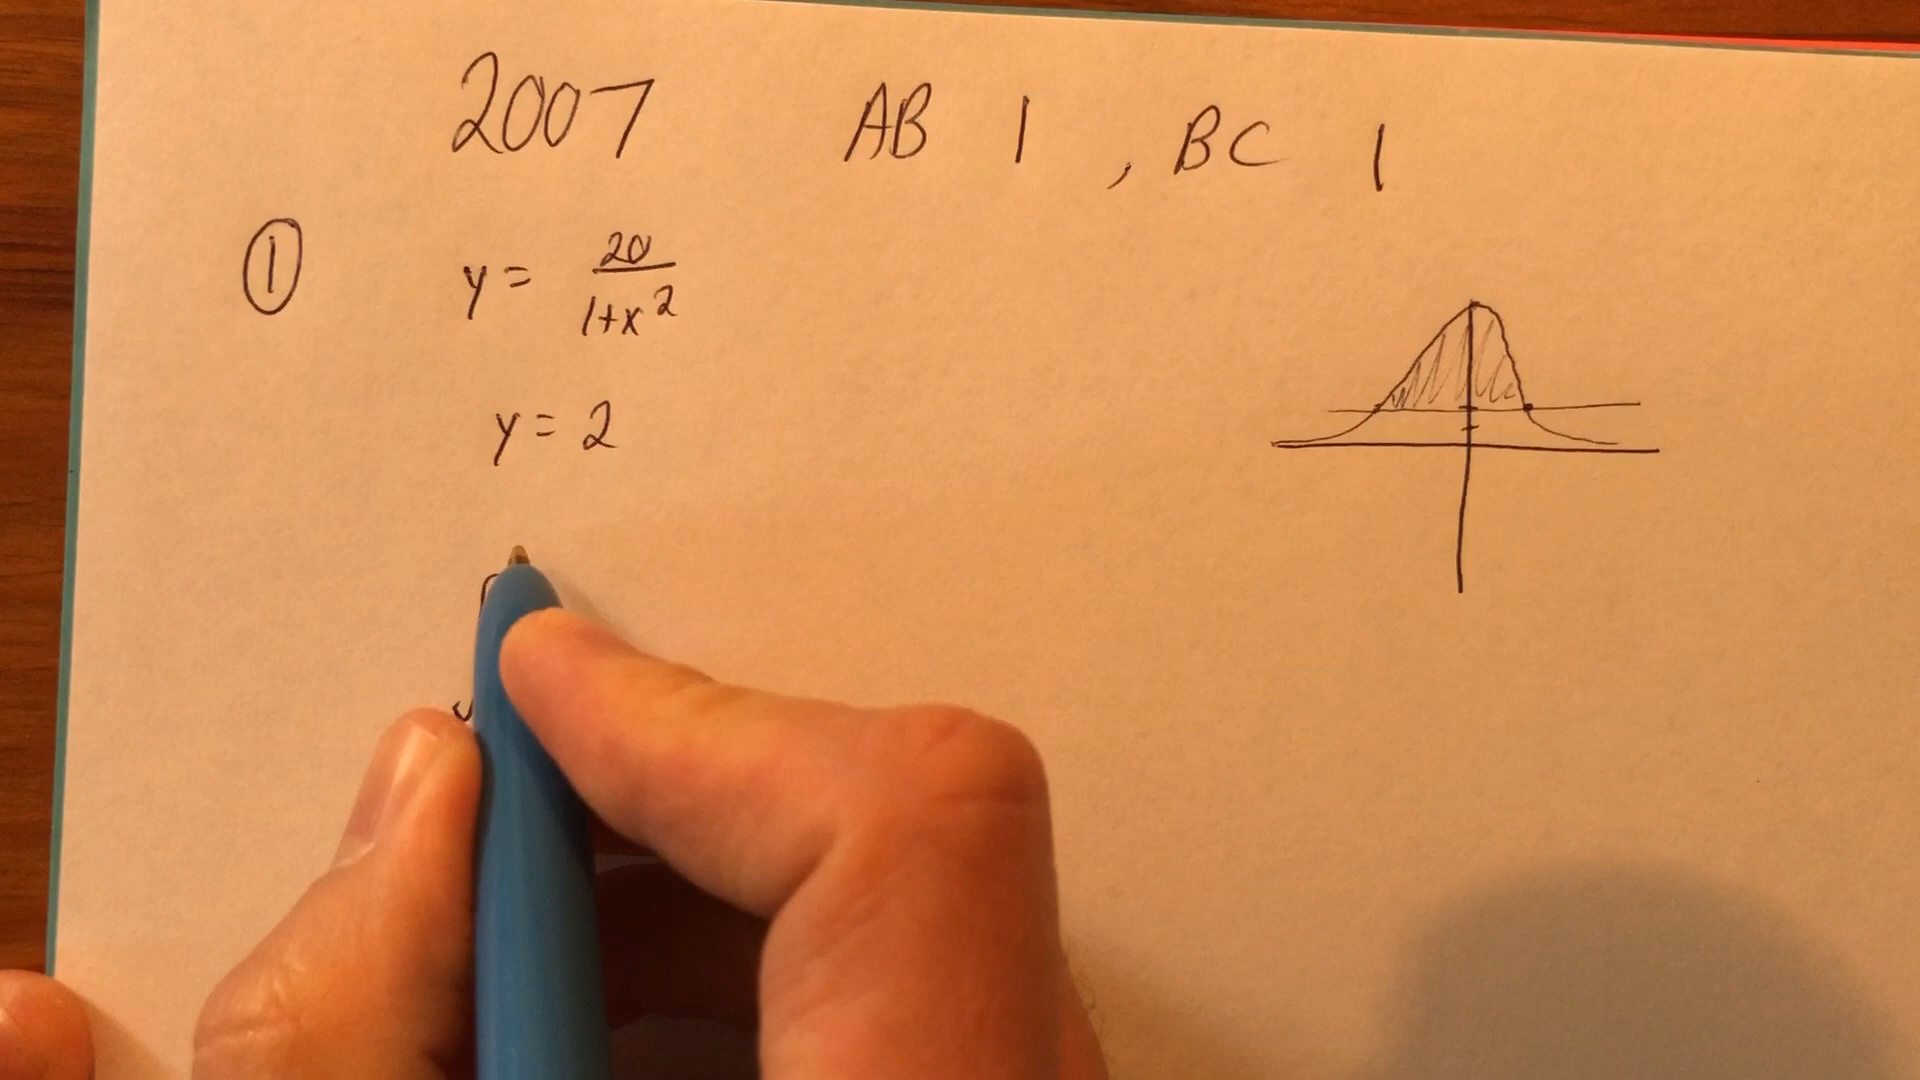 2007 AB 1, BC 1
① y = 20/(1+x²)
y = 2
∫